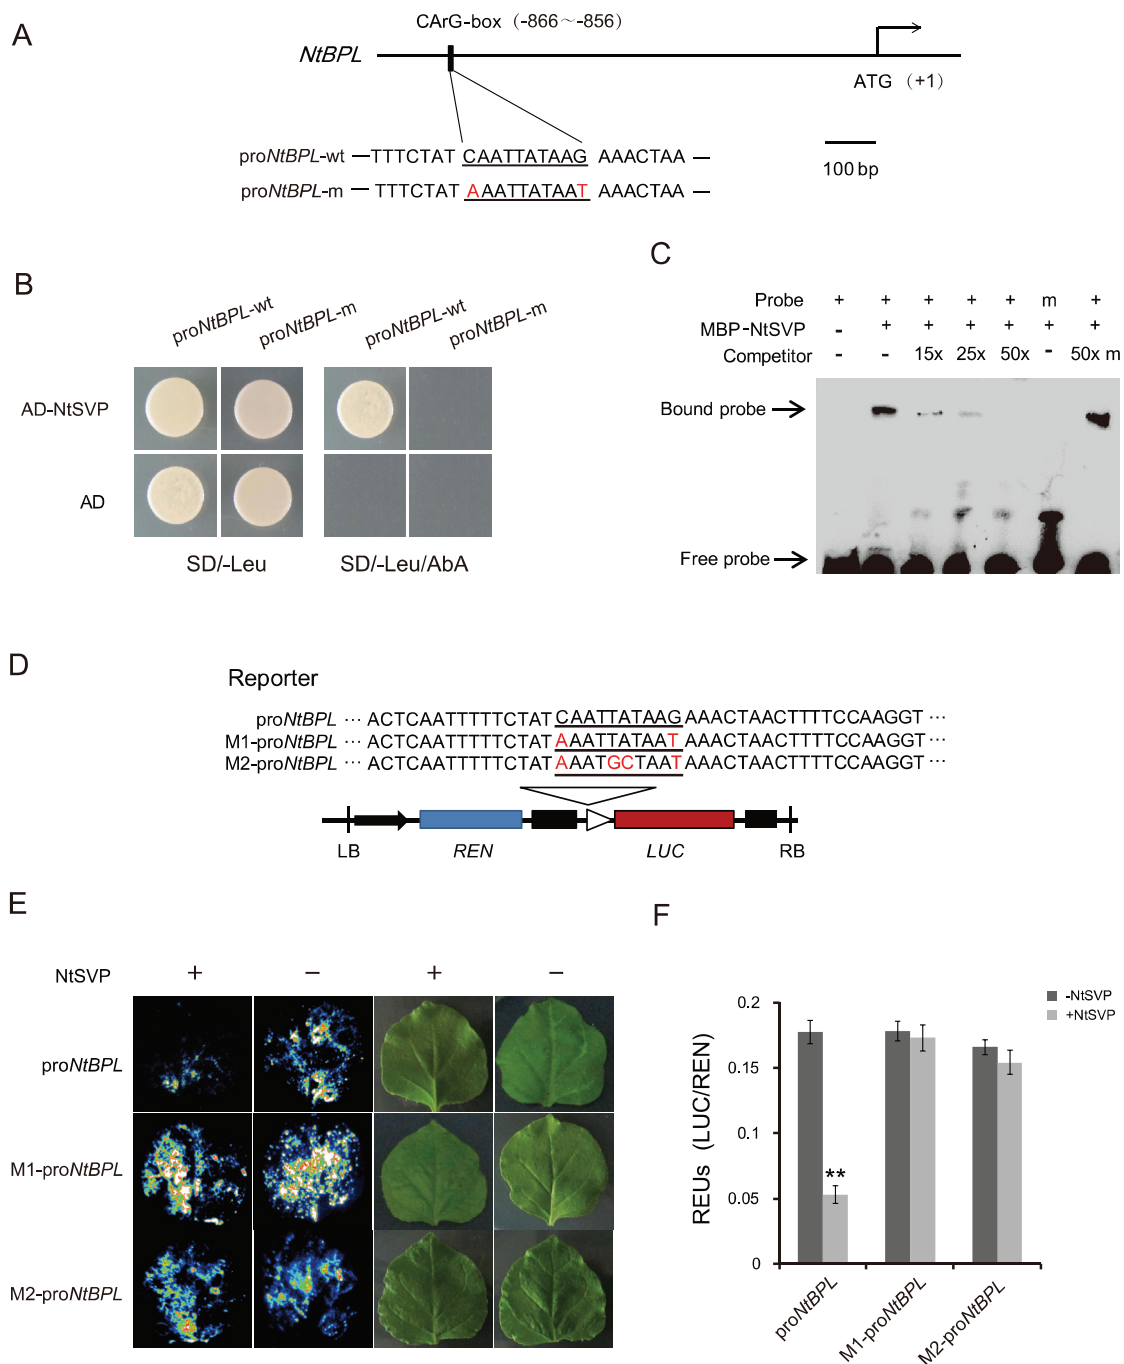 A
CArG-box (-866～-856)
NtBPL
ATG (+1)
100 bp
proNtBPL-wt —TTTCTAT CAATTATAAG AAACTAA —
proNtBPL-m — TTTCTAT AAATTATAAT AAACTAA —
B
proNtBPL-wt proNtBPL-m proNtBPL-wt proNtBPL-m
AD-NtSVP
AD
SD/-Leu SD/-Leu/AbA
C
Probe + + + + + m +
MBP-NtSVP - + + + + + +
Competitor - - 15x 25x 50x - 50x m
Bound probe
Free probe
D
Reporter
proNtBPL ··· ACTCAATTTTTCTAT CAATTATAAG AAACTAACTTTTCCAAGGT ···
M1-proNtBPL ··· ACTCAATTTTTCTAT AAATTATAAT AAACTAACTTTTCCAAGGT ···
M2-proNtBPL ··· ACTCAATTTTTCTAT AAATGCTAAT AAACTAACTTTTCCAAGGT ···
LB REN LUC RB
E
NtSVP + − + −
proNtBPL
M1-proNtBPL
M2-proNtBPL
F
-NtSVP
+NtSVP
REUs (LUC/REN)
0.2
0.15
0.1
0.05
0
**
proNtBPL M1-proNtBPL M2-proNtBPL